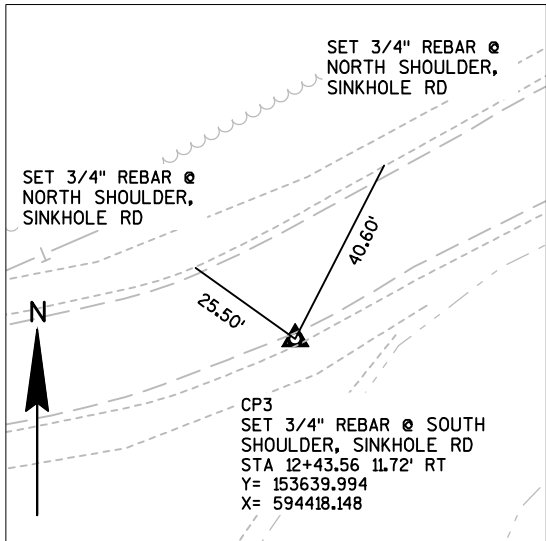 SET 3/4" REBAR @
NORTH SHOULDER,
SINKHOLE RD
SET 3/4" REBAR @
NORTH SHOULDER,
SINKHOLE RD
40.60'
25.50'
N
CP3
SET 3/4" REBAR @ SOUTH
SHOULDER, SINKHOLE RD
STA 12+43.56 11.72' RT
Y= 153639.994
X= 594418.148